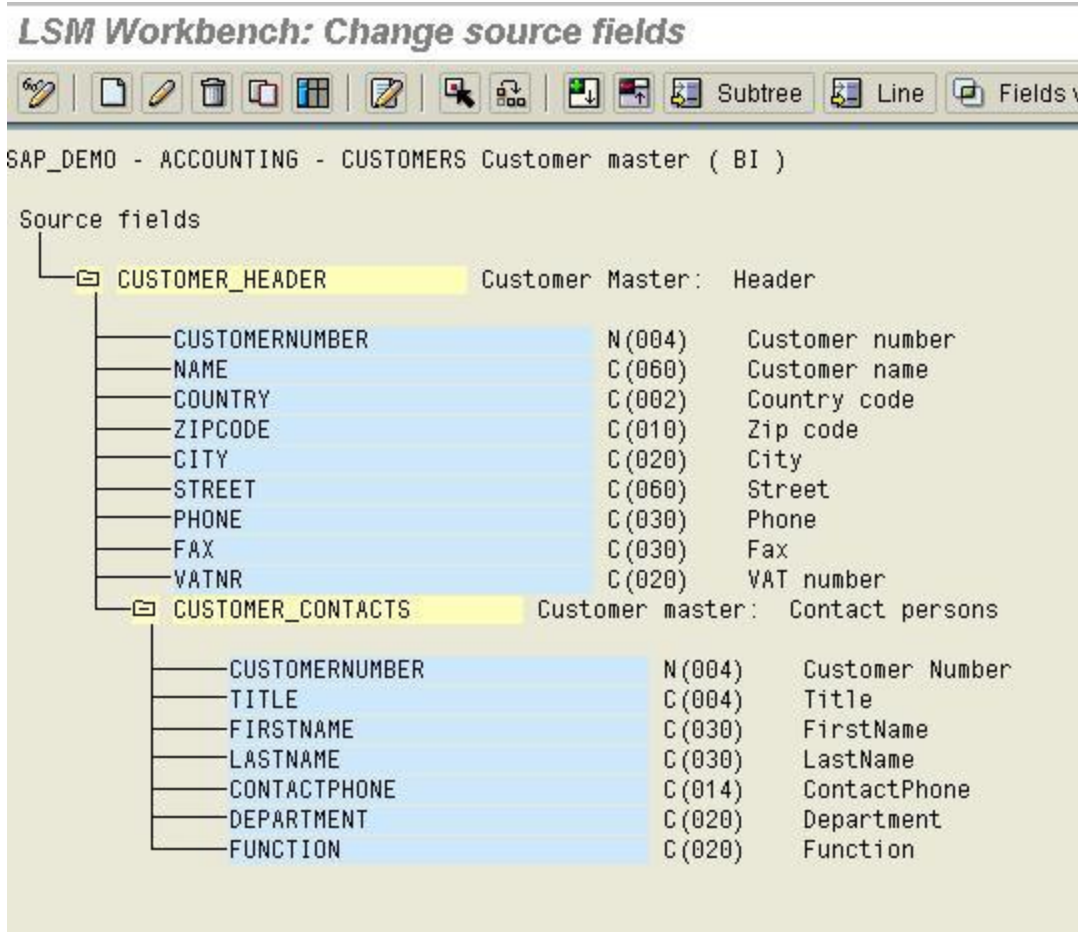 LSM Workbench: Change source fields
Subtree Line Fields
SAP_DEMO - ACCOUNTING - CUSTOMERS Customer master ( BI )
Source fields
CUSTOMER_HEADER Customer Master: Header
CUSTOMERNUMBER N(004) Customer number
NAME C(060) Customer name
COUNTRY C(002) Country code
ZIPCODE C(010) Zip code
CITY C(020) City
STREET C(060) Street
PHONE C(030) Phone
FAX C(030) Fax
VATNR C(020) VAT number
CUSTOMER_CONTACTS Customer master: Contact persons
CUSTOMERNUMBER N(004) Customer Number
TITLE C(004) Title
FIRSTNAME C(030) FirstName
LASTNAME C(030) LastName
CONTACTPHONE C(014) ContactPhone
DEPARTMENT C(020) Department
FUNCTION C(020) Function